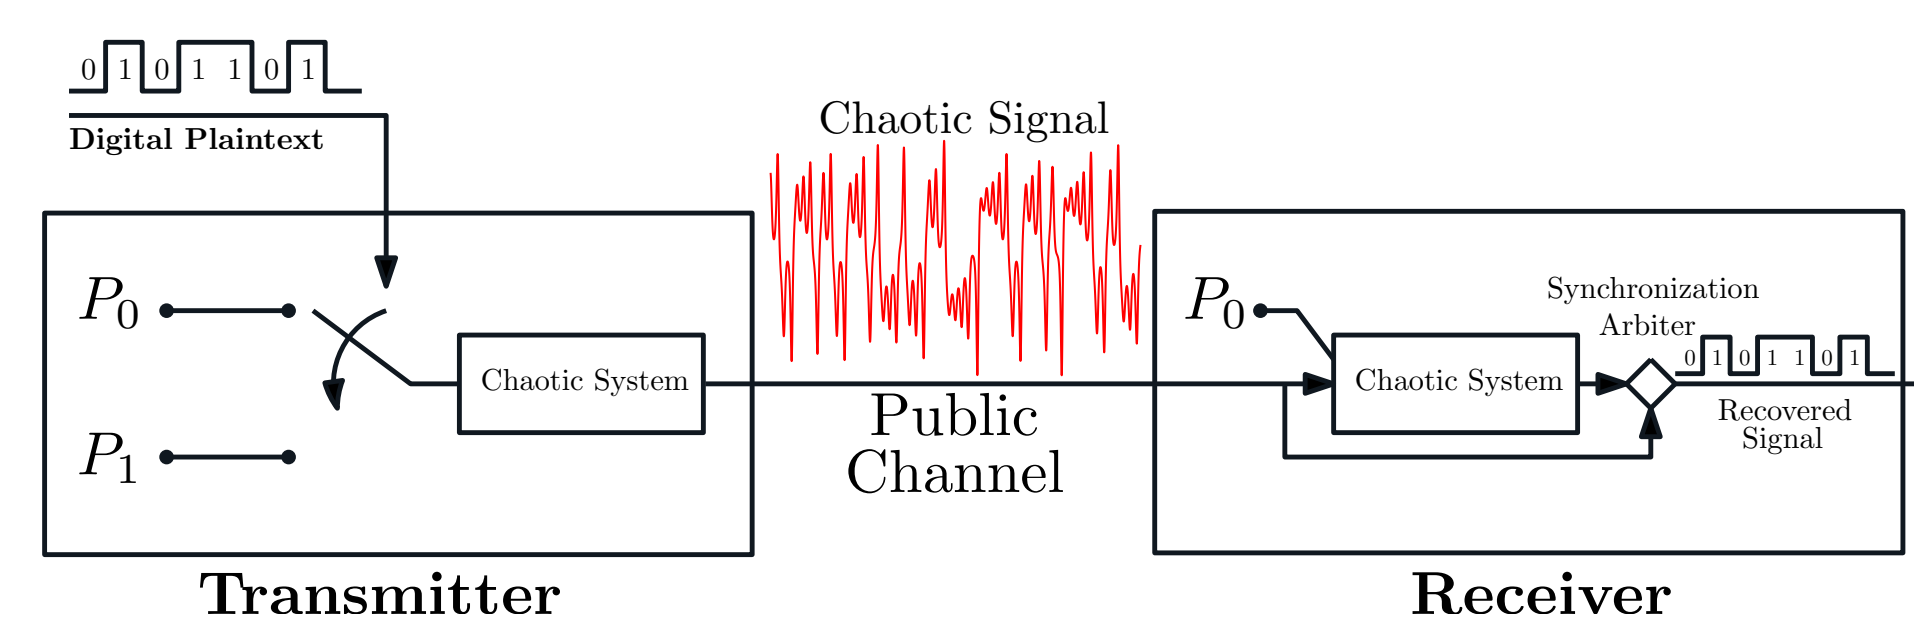 0 1 0 1 1 0 1
Digital Plaintext
P₀
P₁
Chaotic System
Transmitter
Chaotic Signal
Public
Channel
P₀
Chaotic System
Synchronization
Arbiter
0 1 0 1 1 0 1
Recovered
Signal
Receiver